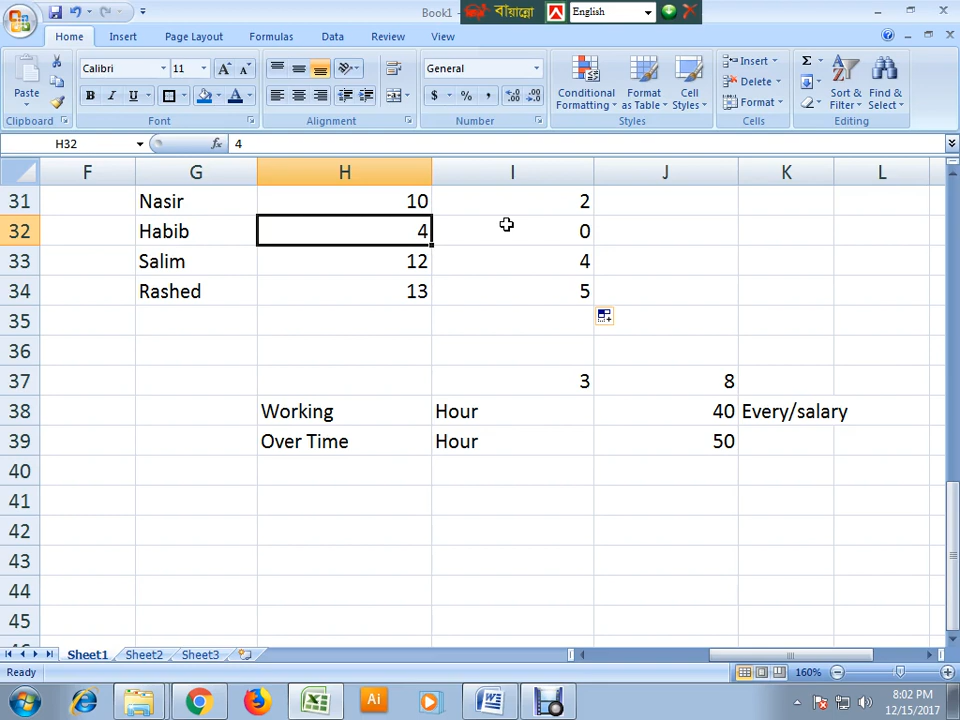 Book1 -
বায়ান্নো
English
Home Insert Page Layout Formulas Data Review View
Calibri 11 General
Paste
B I U A
$ % ,
Conditional Formatting
Format as Table
Cell Styles
Insert
Delete
Format
Sort & Filter
Find & Select
Clipboard Font Alignment Number Styles Cells Editing
H32 fx 4
F G H I J K L
31 Nasir 10 2
32 Habib 4 0
33 Salim 12 4
34 Rashed 13 5
35
36
37 3 8
38 Working Hour 40 Every/salary
39 Over Time Hour 50
40
41
42
43
44
45
Sheet1 Sheet2 Sheet3
Ready 160%
Ai
8:02 PM
12/15/2017